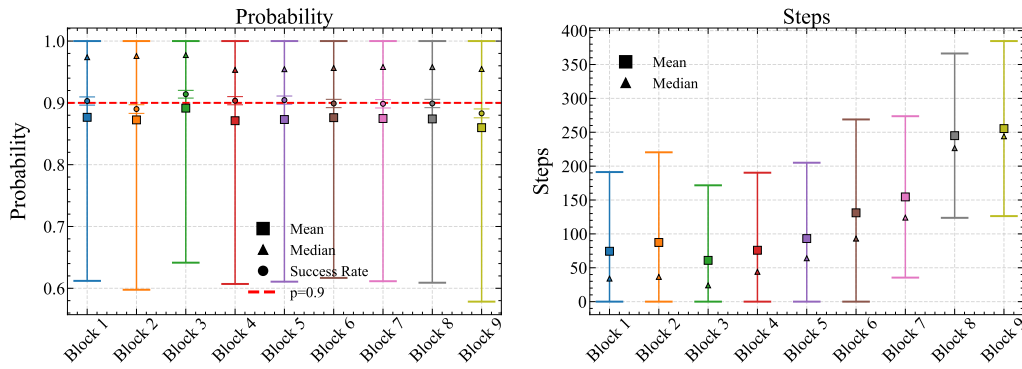 Probability
Probability
1.0
0.9
0.8
0.7
0.6
Mean
Median
Success Rate
p=0.9
Block 1
Block 2
Block 3
Block 4
Block 5
Block 6
Block 7
Block 8
Block 9
Steps
Steps
400
350
300
250
200
150
100
50
0
Mean
Median
Block 1
Block 2
Block 3
Block 4
Block 5
Block 6
Block 7
Block 8
Block 9